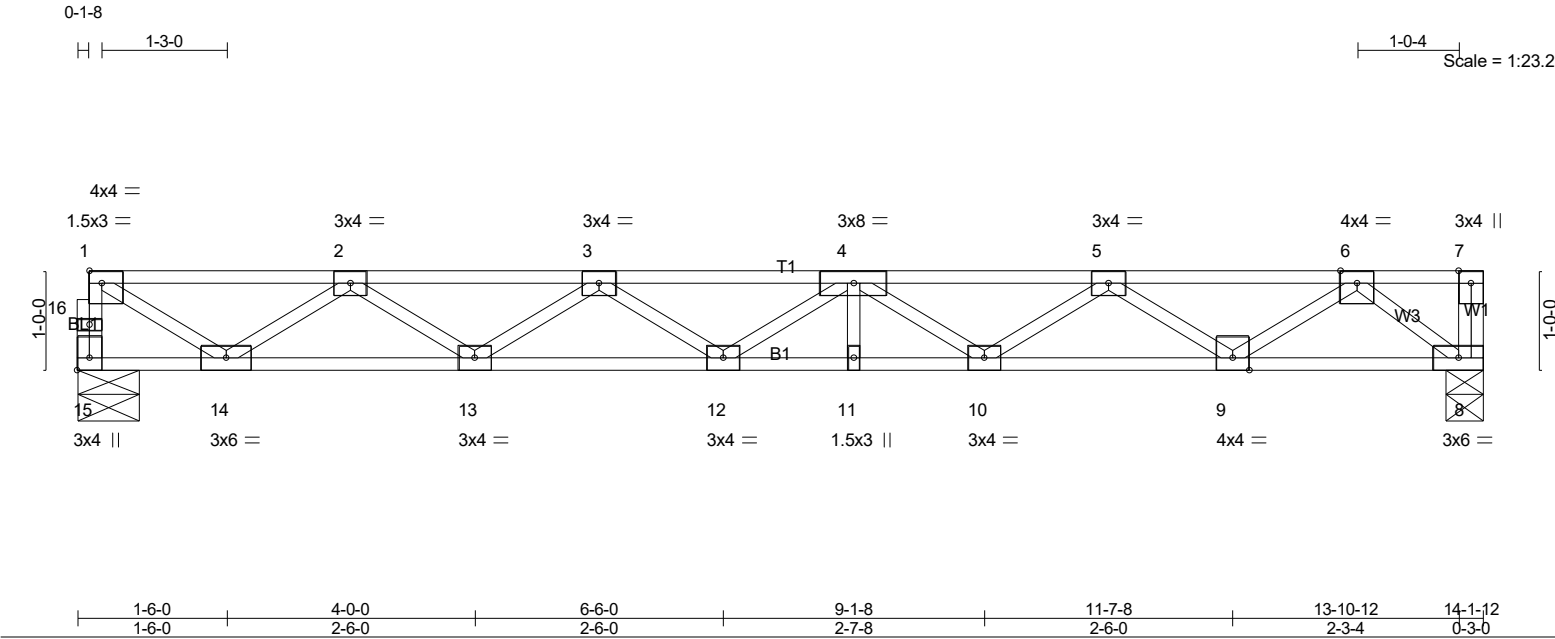 0-1-8
1-3-0 1-0-4
Scale = 1:23.2
4x4 =
1.5x3 = 3x4 = 3x4 = 3x8 = 3x4 = 4x4 = 3x4 ||
1 2 3 4 5 6 7
T1
1-0-0 16 BL1 W3 W1 1-0-0
B1
15 14 13 12 11 10 9 8
3x4 || 3x6 = 3x4 = 3x4 = 1.5x3 || 3x4 = 4x4 = 3x6 =
1-6-0 4-0-0 6-6-0 9-1-8 11-7-8 13-10-12 14-1-12
1-6-0 2-6-0 2-6-0 2-7-8 2-6-0 2-3-4 0-3-0